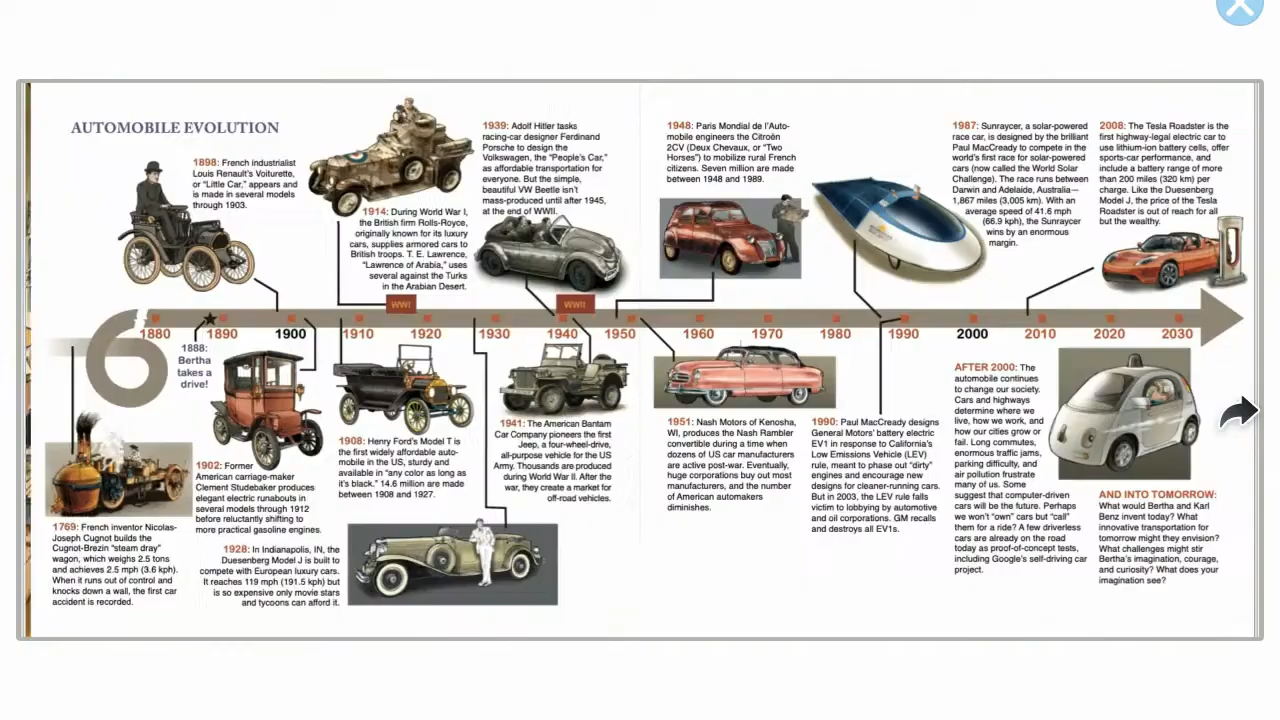 AUTOMOBILE EVOLUTION
1898: French industrialist
Louis Renault's Voiturette,
or "Little Car," appears and
is made in several models
through 1903.
1914: During World War I,
the British firm Rolls-Royce,
originally known for its luxury
cars, supplies armored cars to
British troops. T. E. Lawrence,
"Lawrence of Arabia," uses
several against the Turks
in the Arabian Desert.
1939: Adolf Hitler tasks
racing-car designer Ferdinand
Porsche to design the
Volkswagen, the "People's Car,"
as affordable transportation for
everyone. But the simple,
beautiful VW Beetle isn't
mass-produced until after 1945,
at the end of WWII.
1948: Paris Mondial de l'Auto-
mobile engineers the Citroën
2CV (Deux Chevaux, or "Two
Horses") to mobilize rural French
citizens. Seven million are made
between 1948 and 1989.
1987: Sunraycer, a solar-powered
race car, is designed by the brilliant
Paul MacCready to compete in the
world's first race for solar-powered
cars (now called the World Solar
Challenge). The race runs between
Darwin and Adelaide, Australia—
1,867 miles (3,005 km). With an
average speed of 41.6 mph
(66.9 kph), the Sunraycer
wins by an enormous
margin.
2008: The Tesla Roadster is the
first highway-legal electric car to
use lithium-ion battery cells, offer
sports-car performance, and
include a battery range of more
than 200 miles (320 km) per
charge. Like the Duesenberg
Model J, the price of the Tesla
Roadster is out of reach for all
but the wealthy.
WWI
WWII
1880 1890 1900 1910 1920 1930 1940 1950 1960 1970 1980 1990 2000 2010 2020 2030
1888:
Bertha
takes a
drive!
1769: French inventor Nicolas-
Joseph Cugnot builds the
Cugnot-Brezin "steam dray"
wagon, which weighs 2.5 tons
and achieves 2.5 mph (3.6 kph).
When it runs out of control and
knocks down a wall, the first car
accident is recorded.
1902: Former
American carriage-maker
Clement Studebaker produces
elegant electric runabouts in
several models through 1912
before reluctantly shifting to
more practical gasoline engines.
1928: In Indianapolis, IN, the
Duesenberg Model J is built to
compete with European luxury cars.
It reaches 119 mph (191.5 kph) but
is so expensive only movie stars
and tycoons can afford it.
1908: Henry Ford's Model T is
the first widely affordable auto-
mobile in the US, sturdy and
available in "any color as long as
it's black." 14.6 million are made
between 1908 and 1927.
1941: The American Bantam
Car Company pioneers the first
Jeep, a four-wheel-drive,
all-purpose vehicle for the US
Army. Thousands are produced
during World War II. After the
war, they create a market for
off-road vehicles.
1951: Nash Motors of Kenosha,
WI, produces the Nash Rambler
convertible during a time when
dozens of US car manufacturers
are active post-war. Eventually,
huge corporations buy out most
manufacturers, and the number
of American automakers
diminishes.
1990: Paul MacCready designs
General Motors' battery electric
EV1 in response to California's
Low Emissions Vehicle (LEV)
rule, meant to phase out "dirty"
engines and encourage new
designs for cleaner-running cars.
But in 2003, the LEV rule falls
victim to lobbying by automotive
and oil corporations. GM recalls
and destroys all EV1s.
AFTER 2000: The
automobile continues
to change our society.
Cars and highways
determine where we
live, how we work, and
how our cities grow or
fail. Long commutes,
enormous traffic jams,
parking difficulty, and
air pollution frustrate
many of us. Some
suggest that computer-driven
cars will be the future. Perhaps
we won't "own" cars but "call"
them for a ride? A few driverless
cars are already on the road
today as proof-of-concept tests,
including Google's self-driving car
project.
AND INTO TOMORROW:
What would Bertha and Karl
Benz invent today? What
innovative transportation for
tomorrow might they envision?
What challenges might stir
Bertha's imagination, courage,
and curiosity? What does your
imagination see?